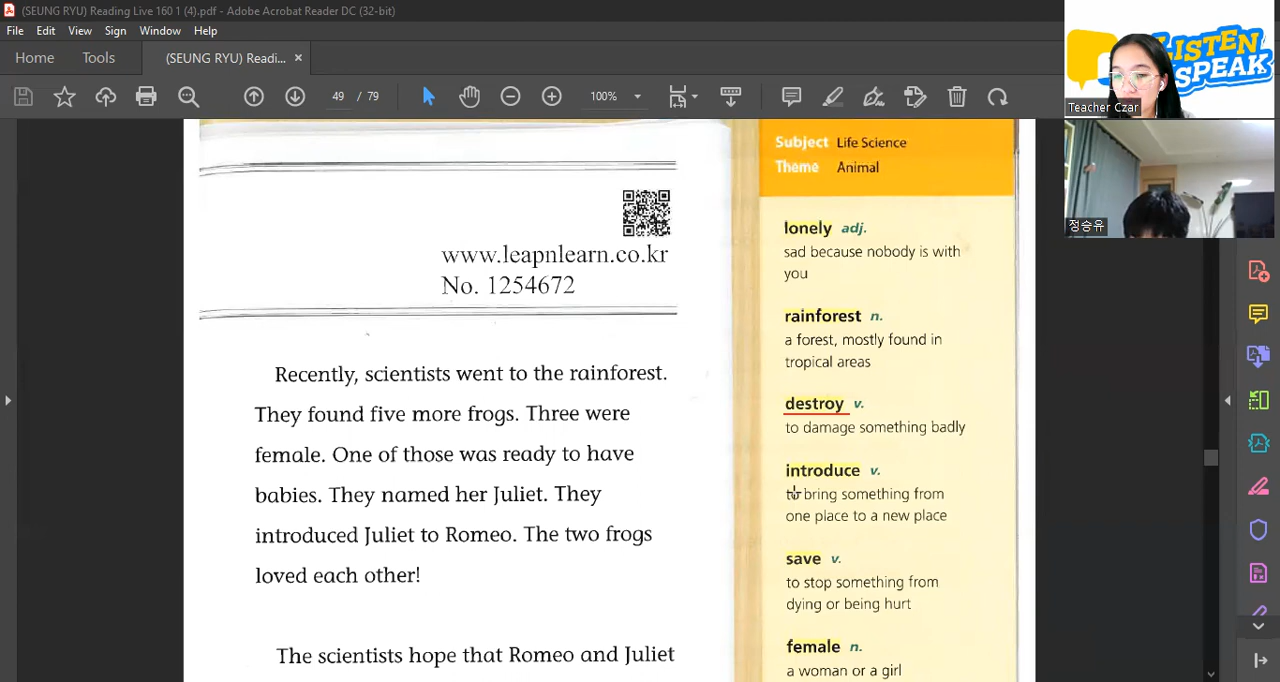 (SEUNG RYU) Reading Live 160 1 (4).pdf - Adobe Acrobat Reader DC (32-bit)
File Edit View Sign Window Help
Home Tools (SEUNG RYU) Readi... ×
49 / 79 100%
LISTEN
SPEAK
Teacher Czar
정승유
www.leapnlearn.co.kr
No. 1254672
Recently, scientists went to the rainforest.
They found five more frogs. Three were
female. One of those was ready to have
babies. They named her Juliet. They
introduced Juliet to Romeo. The two frogs
loved each other!
The scientists hope that Romeo and Juliet
Subject Life Science
Theme Animal
lonely adj.
sad because nobody is with
you
rainforest n.
a forest, mostly found in
tropical areas
destroy v.
to damage something badly
introduce v.
to bring something from
one place to a new place
save v.
to stop something from
dying or being hurt
female n.
a woman or a girl